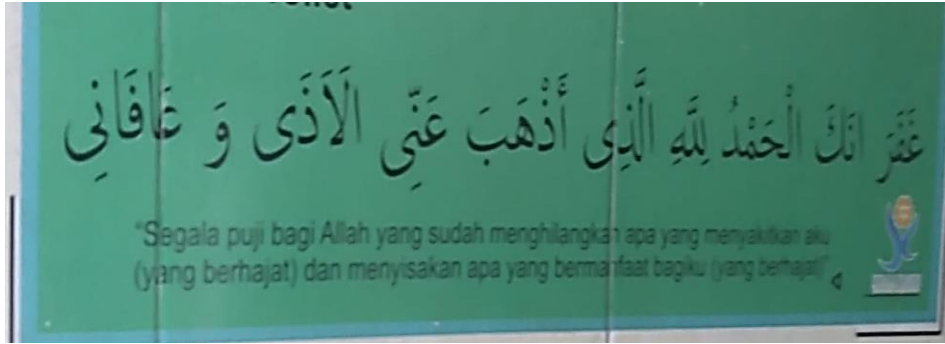 غَفَرَ انَكَ الْحَمْدُ لِلَّهِ الَّذِى أَذْهَبَ عَنِّى الَاَذَى وَ عَافَانِى
"Segala puji bagi Allah yang sudah menghilangkan apa yang menyakitkan aku
(yang berhajat) dan menyisakan apa yang bermanfaat bagiku (yang berhajat)"